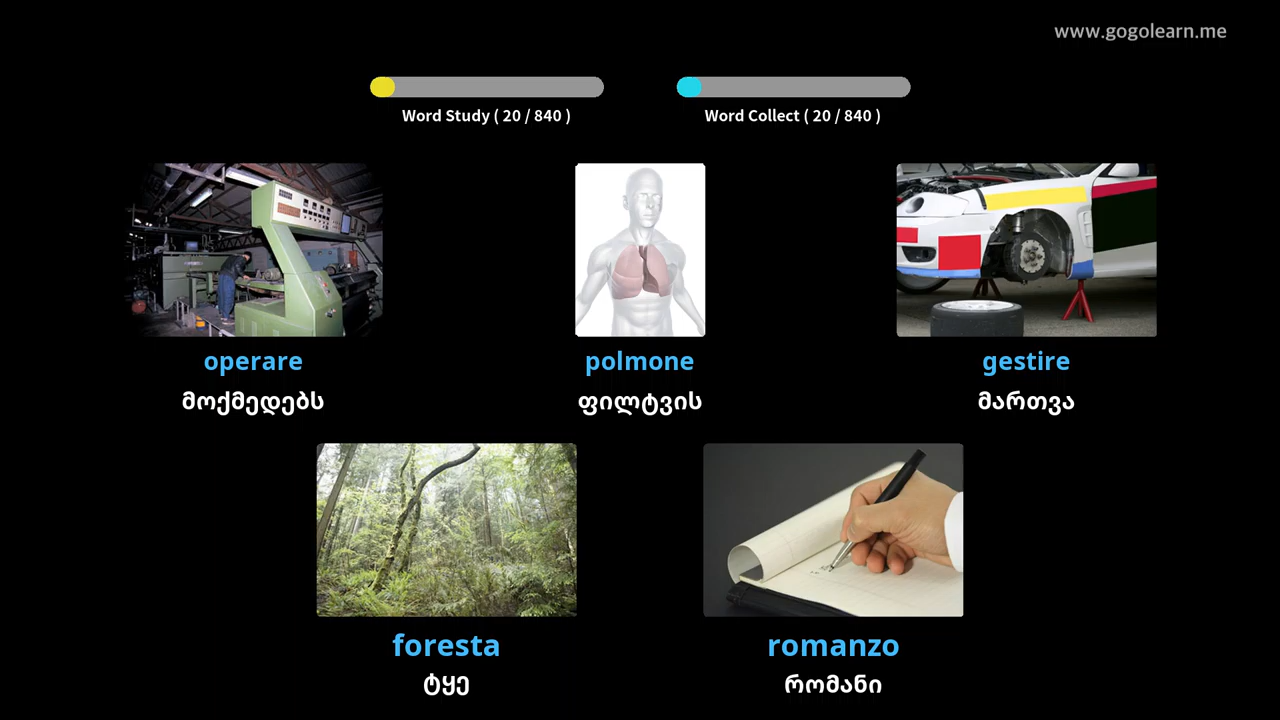 www.gogolearn.me
Word Study ( 20 / 840 )
Word Collect ( 20 / 840 )
operare
მოქმედებს
polmone
ფილტვის
gestire
მართვა
foresta
ტყე
romanzo
რომანი